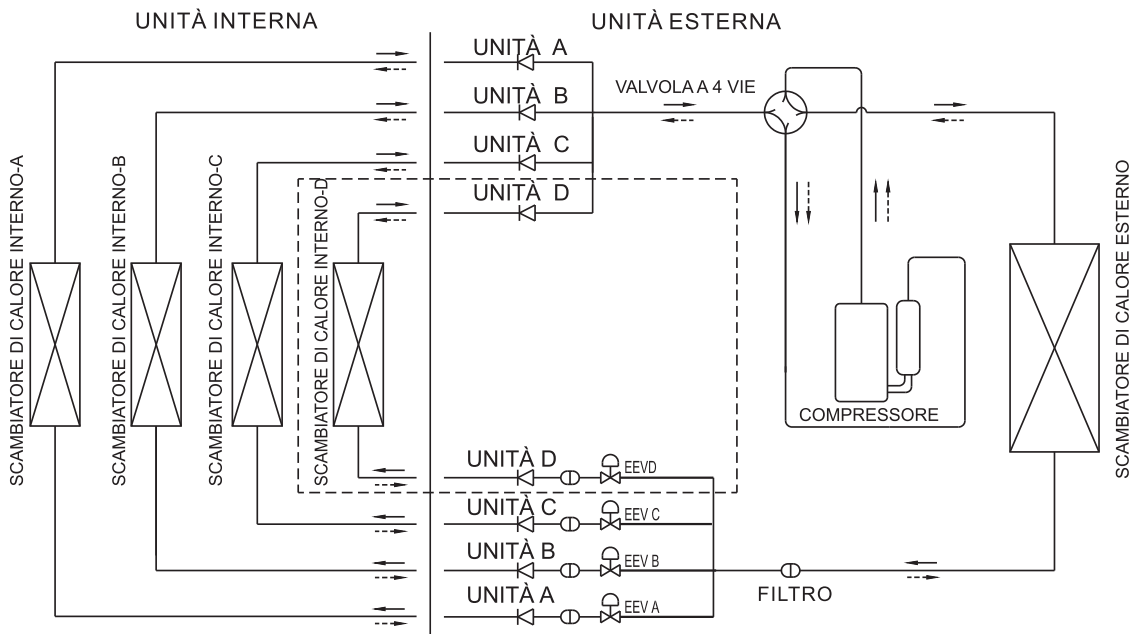 UNITÀ INTERNA
UNITÀ ESTERNA
UNITÀ A
UNITÀ B
VALVOLA A 4 VIE
UNITÀ C
UNITÀ D
SCAMBIATORE DI CALORE INTERNO-A
SCAMBIATORE DI CALORE INTERNO-B
SCAMBIATORE DI CALORE INTERNO-C
SCAMBIATORE DI CALORE INTERNO-D
SCAMBIATORE DI CALORE ESTERNO
COMPRESSORE
UNITÀ D
EEVD
UNITÀ C
EEV C
UNITÀ B
EEV B
FILTRO
UNITÀ A
EEV A